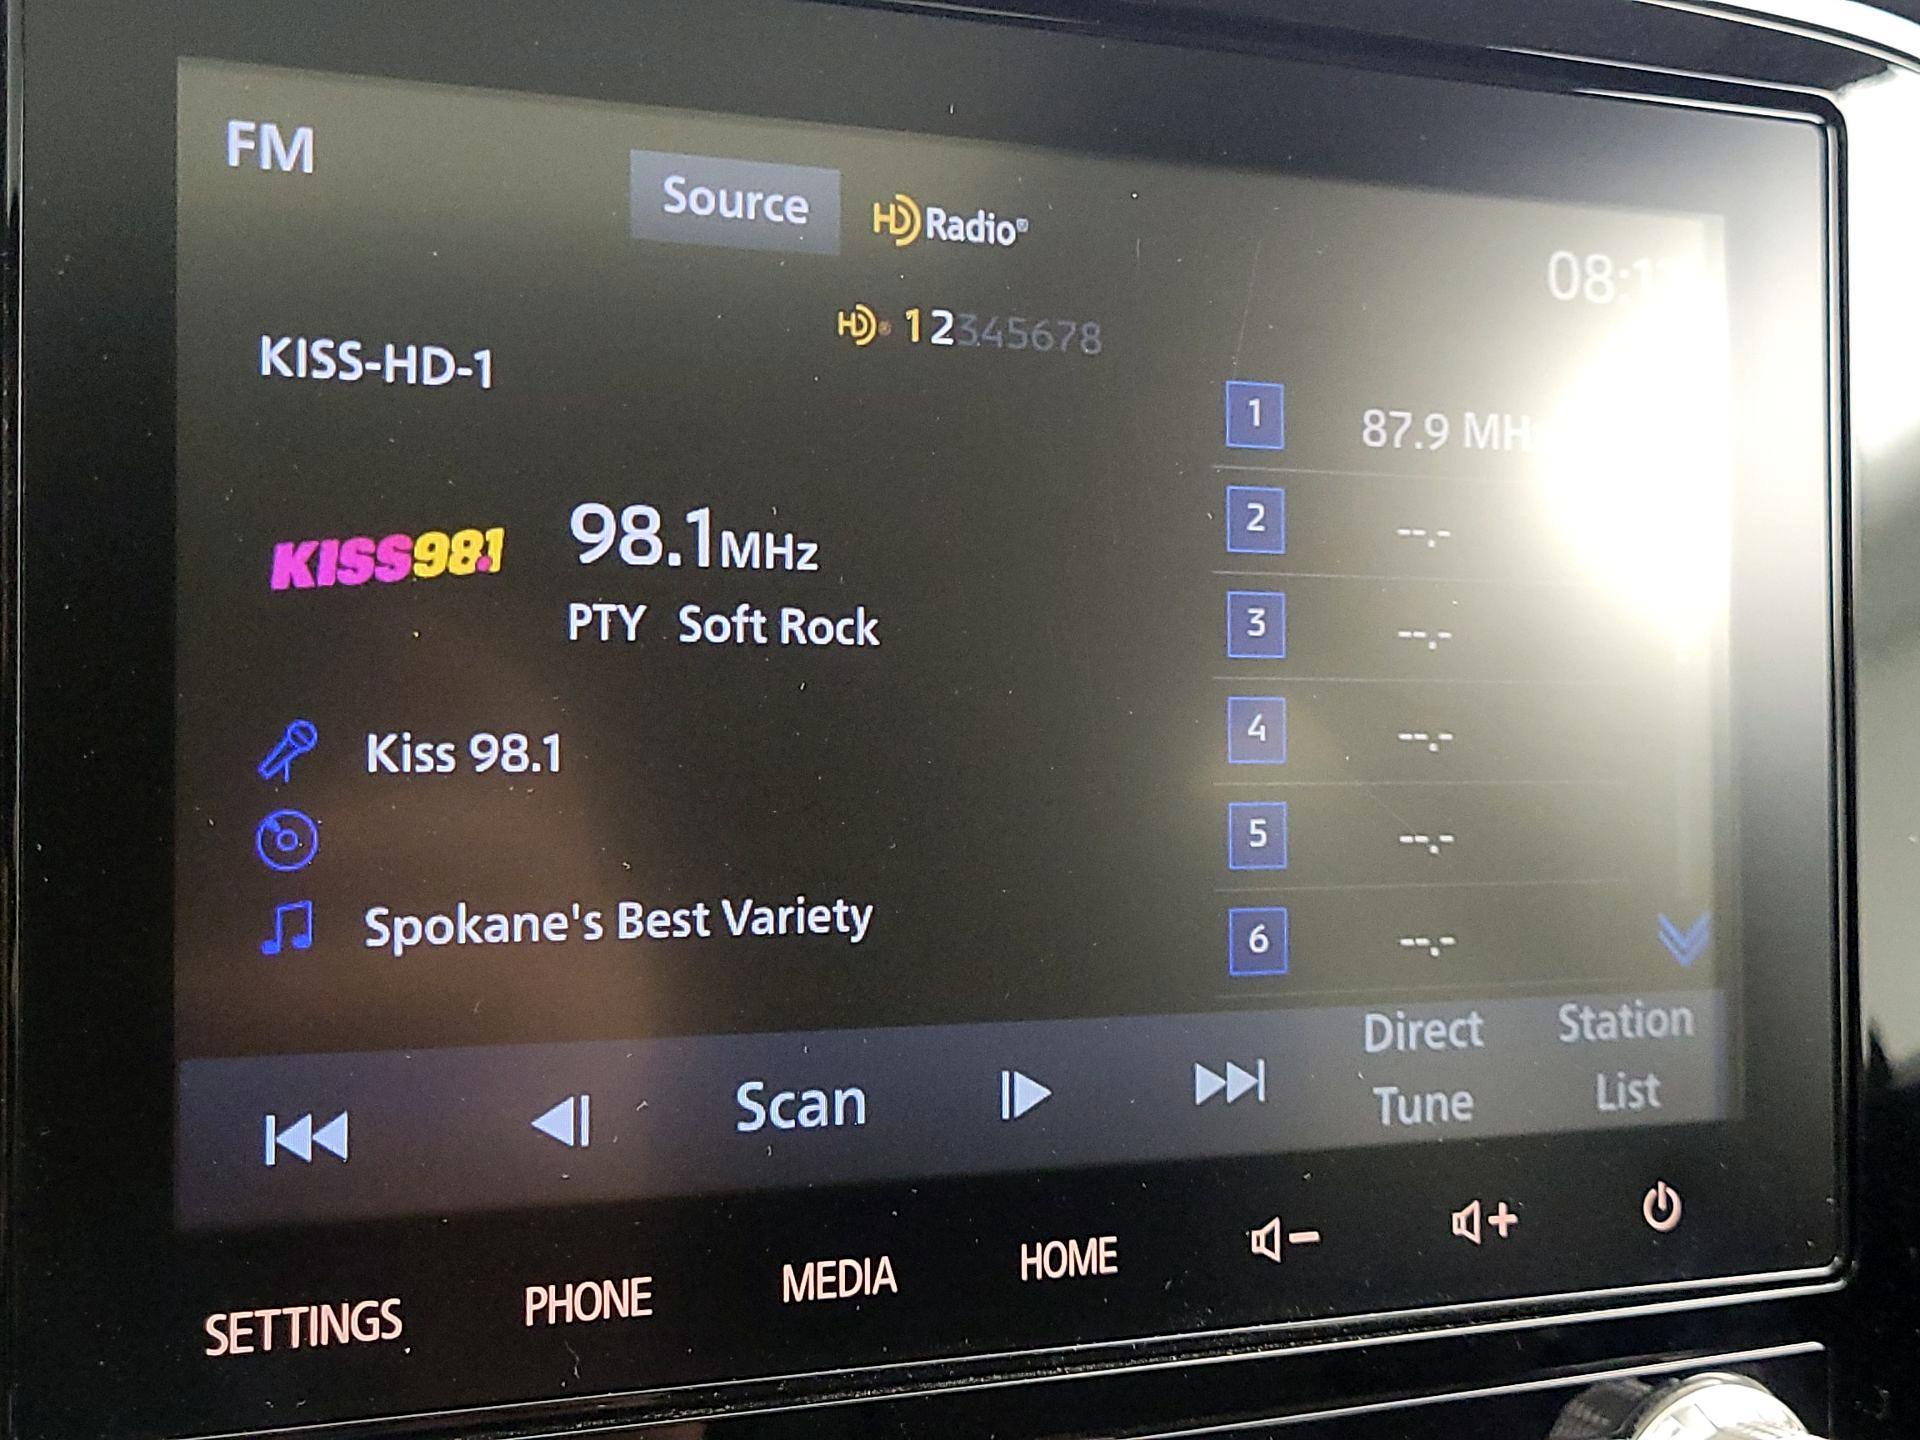 FM
Source
HD Radio®
HD® 12345678
KISS-HD-1
KISS98.1
98.1MHz
PTY Soft Rock
Kiss 98.1
Spokane's Best Variety
1
2 --.-
3 --.-
4 --.-
5 --.-
6 --.-
87.9
Scan
Direct
Tune
Station
List
SETTINGS
PHONE
MEDIA
HOME